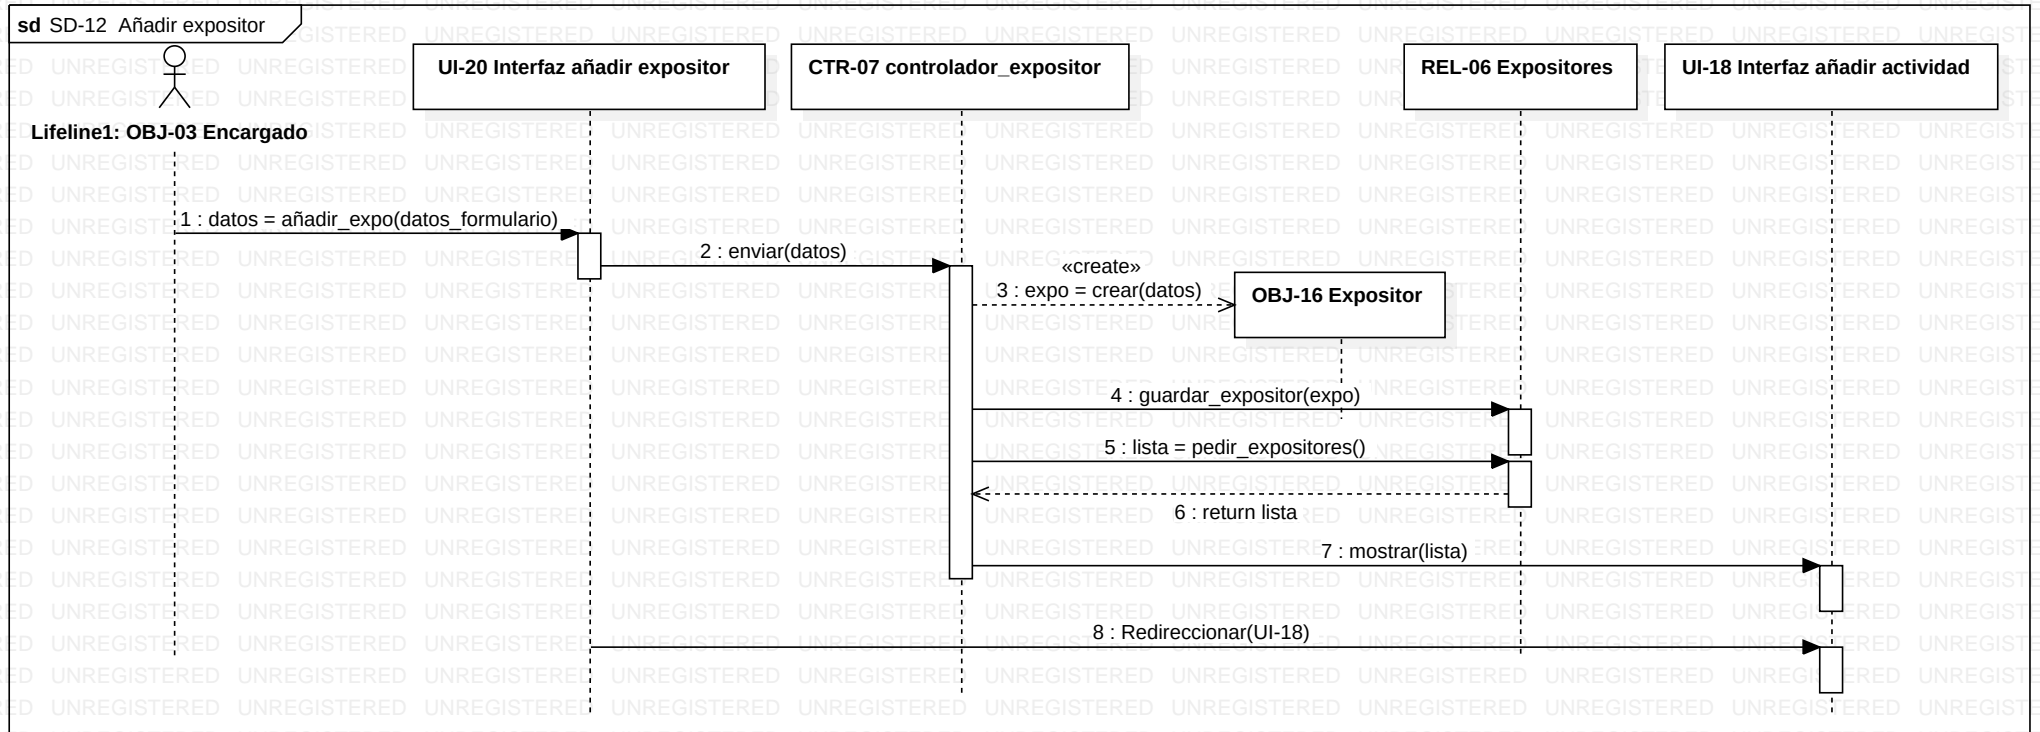 sd SD-12 Añadir expositor
UI-20 Interfaz añadir expositor
CTR-07 controlador_expositor
REL-06 Expositores
UI-18 Interfaz añadir actividad
Lifeline1: OBJ-03 Encargado
1 : datos = añadir_expo(datos_formulario)
2 : enviar(datos)
«create»
3 : expo = crear(datos)
OBJ-16 Expositor
4 : guardar_expositor(expo)
5 : lista = pedir_expositores()
6 : return lista
7 : mostrar(lista)
8 : Redireccionar(UI-18)
UNREGISTERED